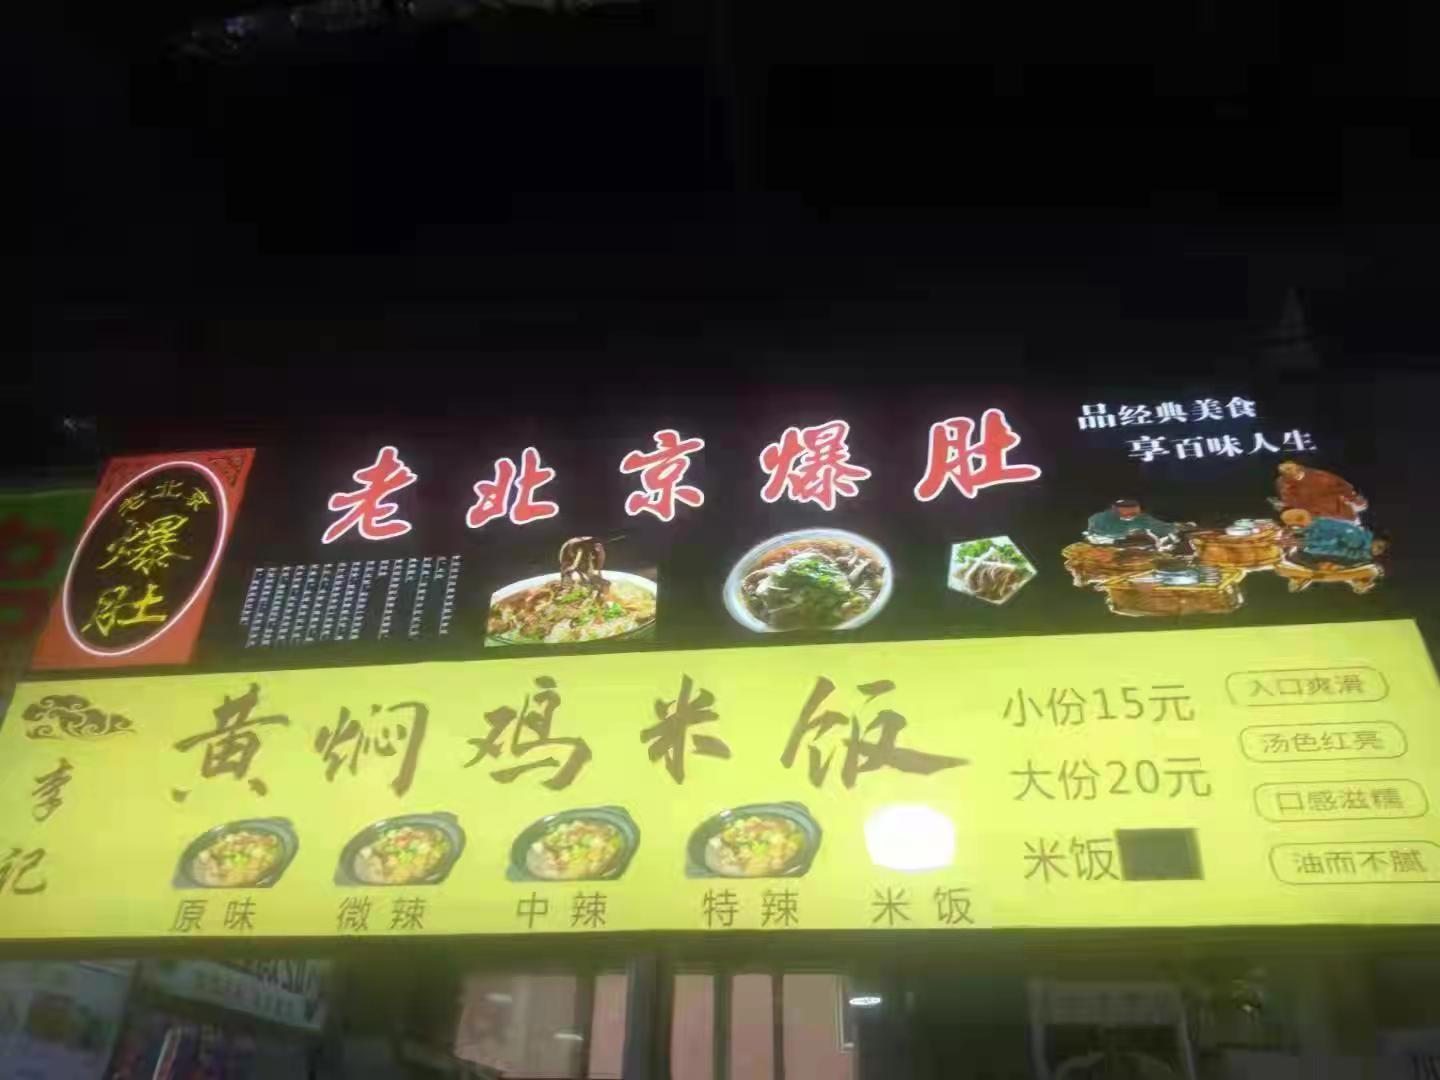 老北京
爆
肚
老北京爆肚
品经典美食
享百味人生
李
记
黄焖鸡米饭
小份15元
大份20元
米饭
入口爽滑
汤色红亮
口感滋糯
油而不腻
原味
微辣
中辣
特辣
米饭